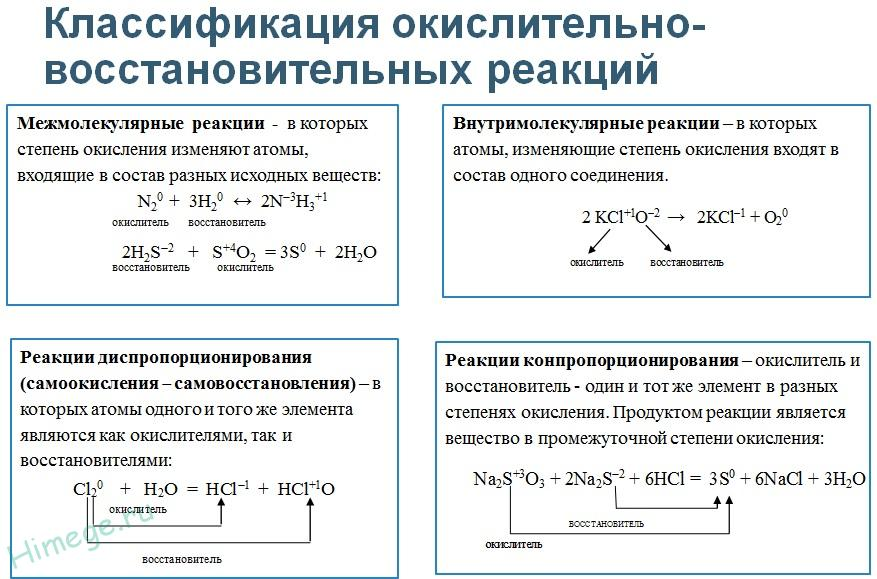 Классификация окислительно-
восстановительных реакций
Межмолекулярные реакции - в которых
степень окисления изменяют атомы,
входящие в состав разных исходных веществ:
N₂⁰ + 3H₂⁰ ↔ 2N⁻³H₃⁺¹
окислитель восстановитель
2H₂S⁻² + S⁺⁴O₂ = 3S⁰ + 2H₂O
восстановитель окислитель
Внутримолекулярные реакции – в которых
атомы, изменяющие степень окисления входят в
состав одного соединения.
2 KCl⁺¹O⁻² → 2KCl⁻¹ + O₂⁰
окислитель восстановитель
Реакции диспропорционирования
(самоокисления – самовосстановления) – в
которых атомы одного и того же элемента
являются как окислителями, так и
восстановителями:
Cl₂⁰ + H₂O = HCl⁻¹ + HCl⁺¹O
окислитель
восстановитель
Реакции конпропорционирования – окислитель и
восстановитель - один и тот же элемент в разных
степенях окисления. Продуктом реакции является
вещество в промежуточной степени окисления:
Na₂S⁺³O₃ + 2Na₂S⁻² + 6HCl = 3S⁰ + 6NaCl + 3H₂O
восстановитель
окислитель
Himege.ru